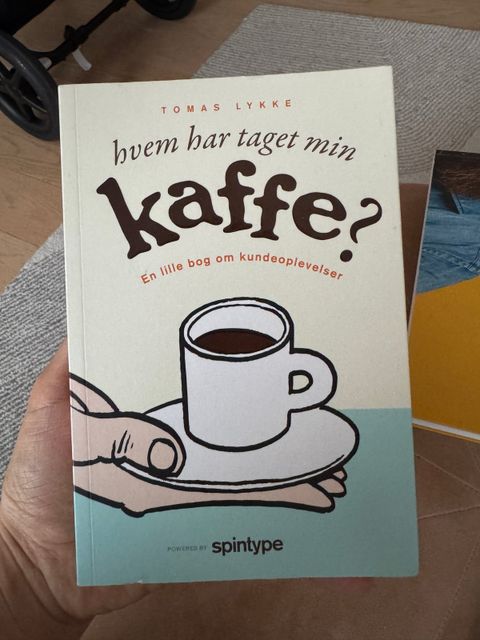 TOMAS LYKKE
hvem har taget min
kaffe?
En lille bog om kundeoplevelser
POWERED BY spintype